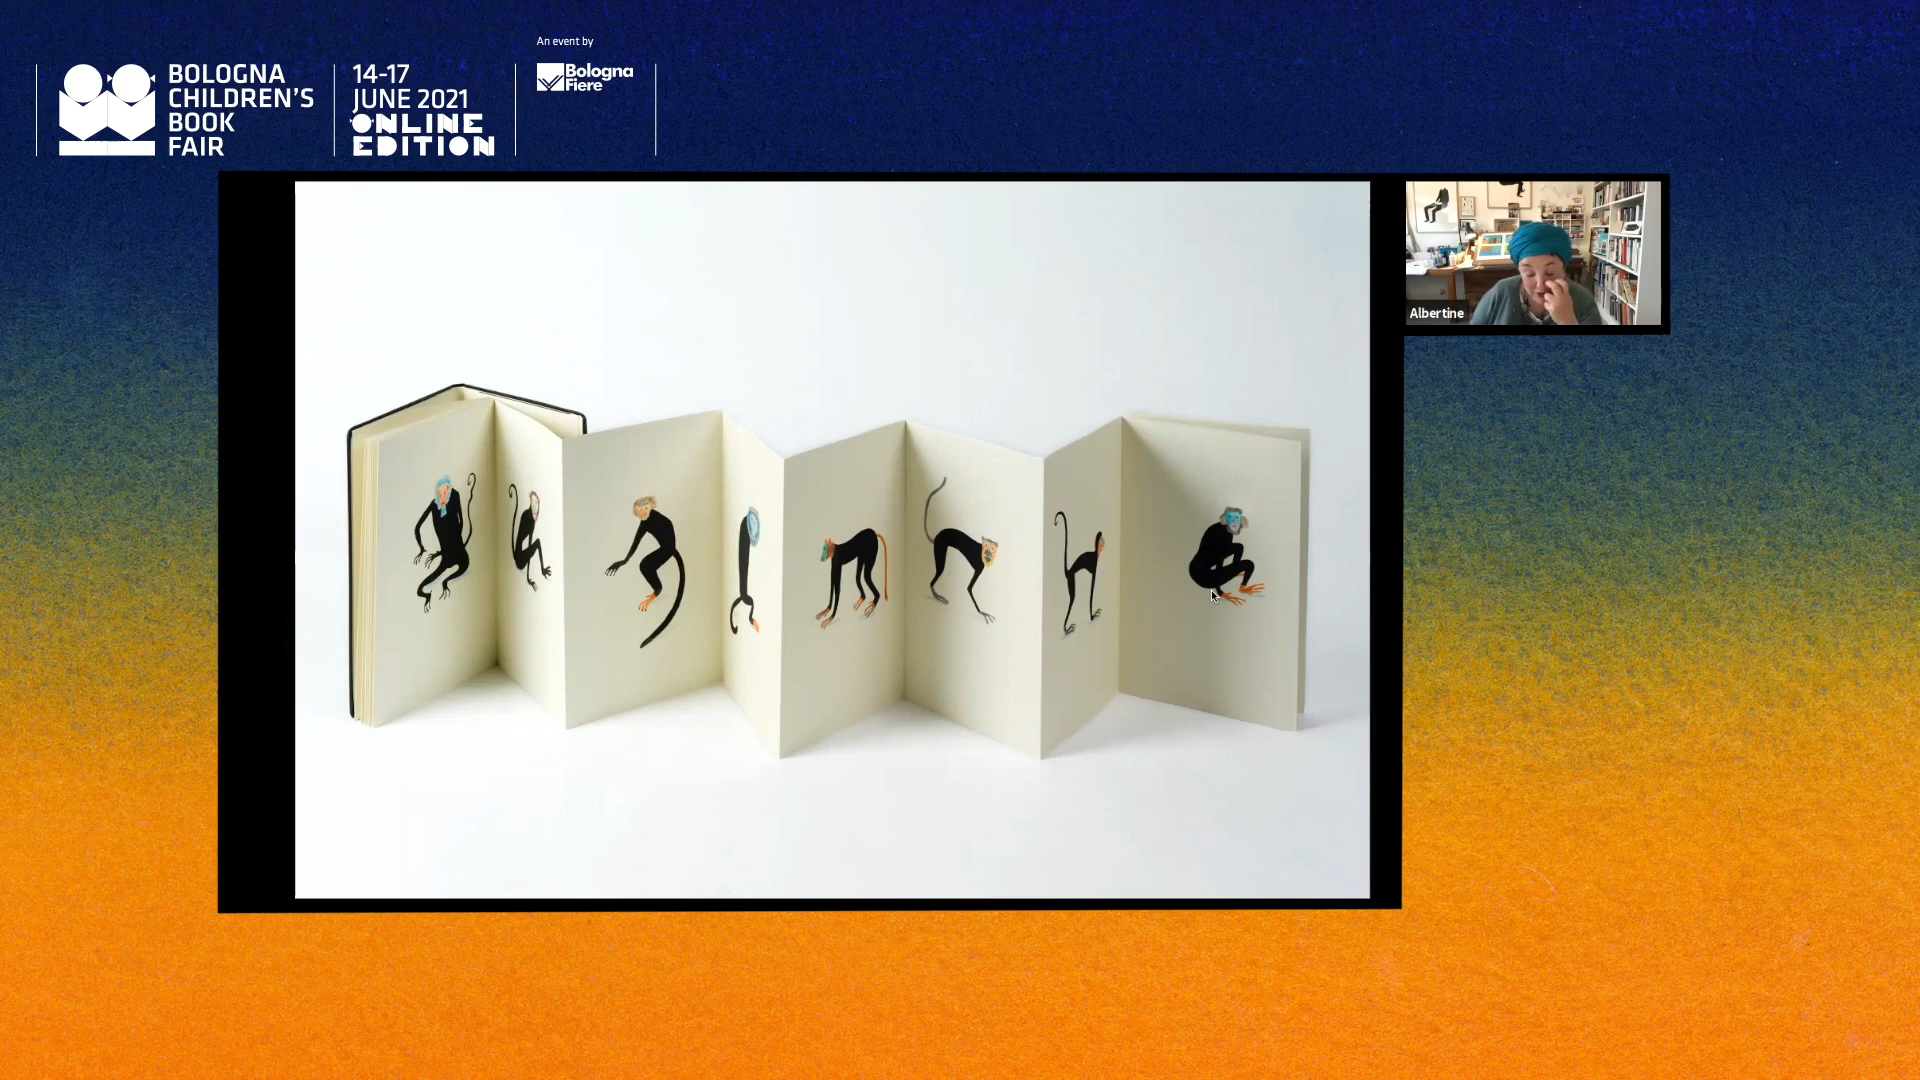 An event by
BOLOGNA
CHILDREN'S
BOOK
FAIR
14-17
JUNE 2021
ONLINE
EDITION
Bologna
Fiere
Albertine